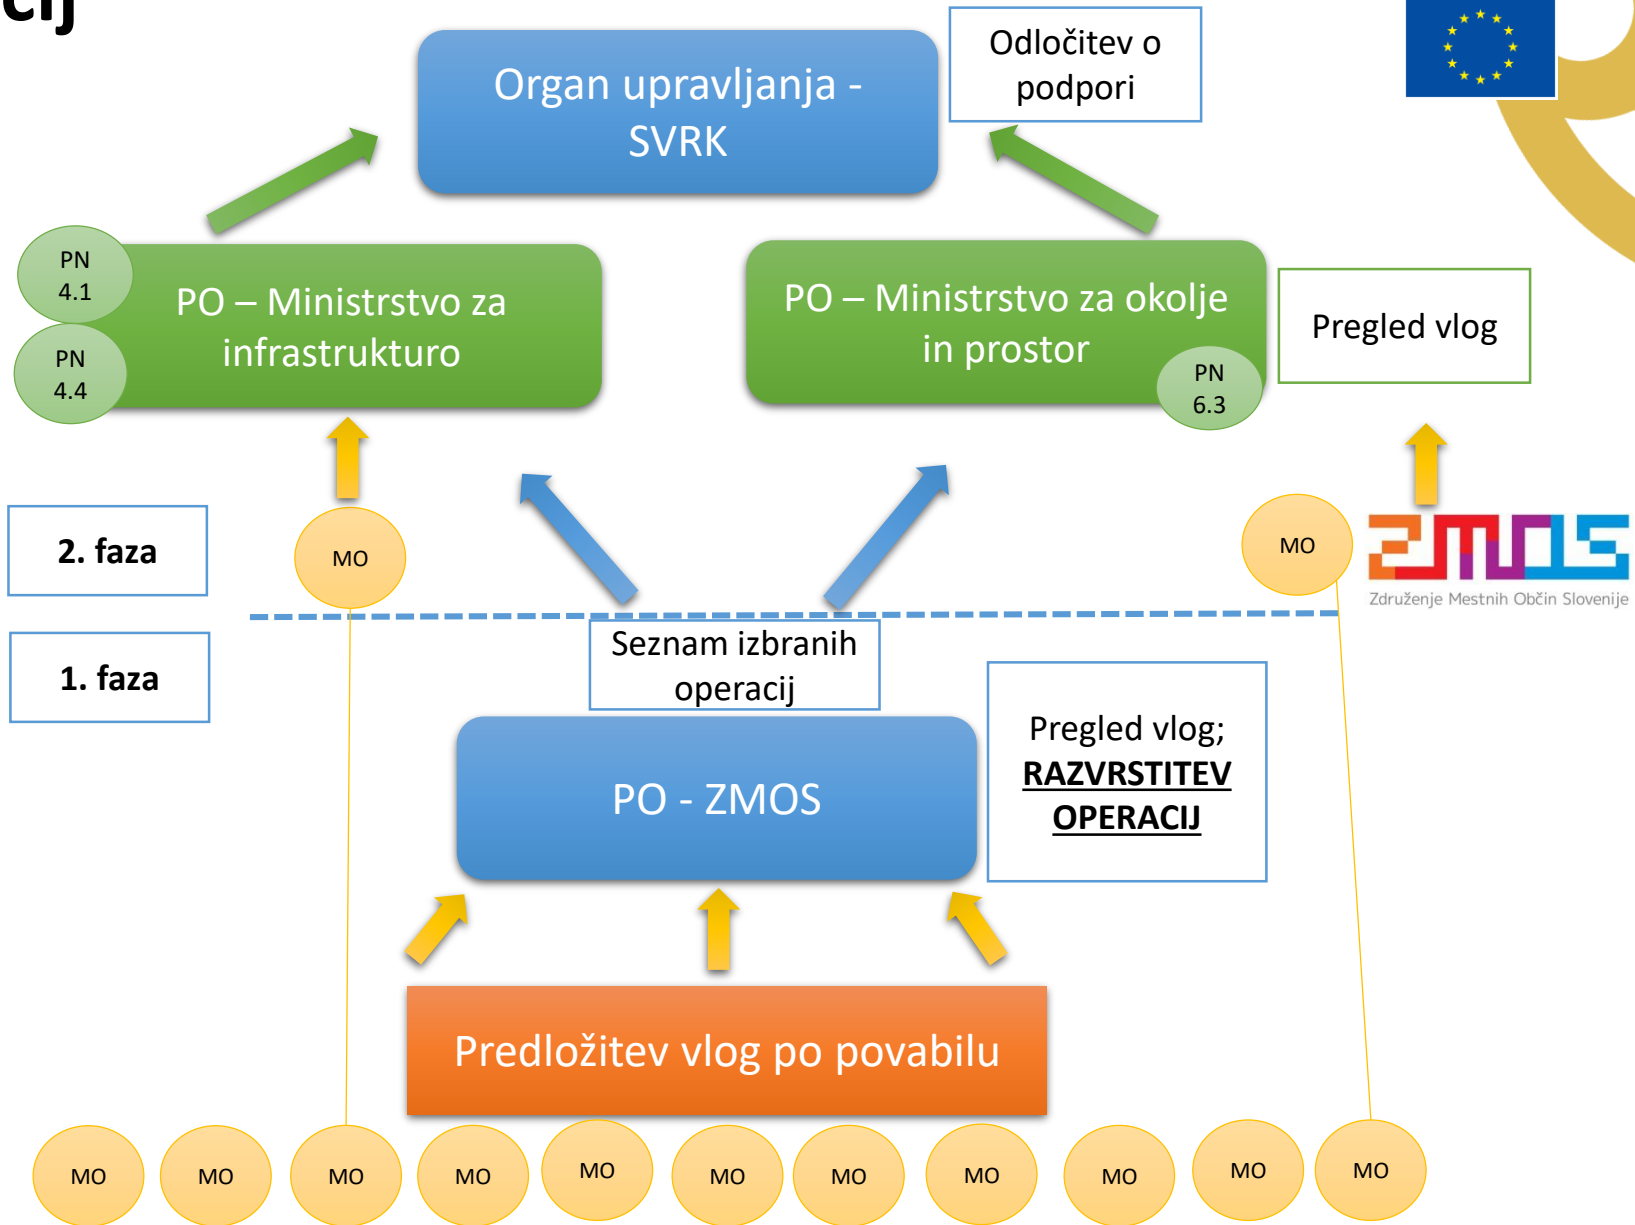 cij
Organ upravljanja -
SVRK
Odločitev o
podpori
PN
4.1
PN
4.4
PO – Ministrstvo za
infrastrukturo
PO – Ministrstvo za okolje
in prostor
PN
6.3
Pregled vlog
2. faza
MO
MO
ZMOS
Združenje Mestnih Občin Slovenije
1. faza
Seznam izbranih
operacij
PO - ZMOS
Pregled vlog;
RAZVRSTITEV
OPERACIJ
Predložitev vlog po povabilu
MO
MO
MO
MO
MO
MO
MO
MO
MO
MO
MO